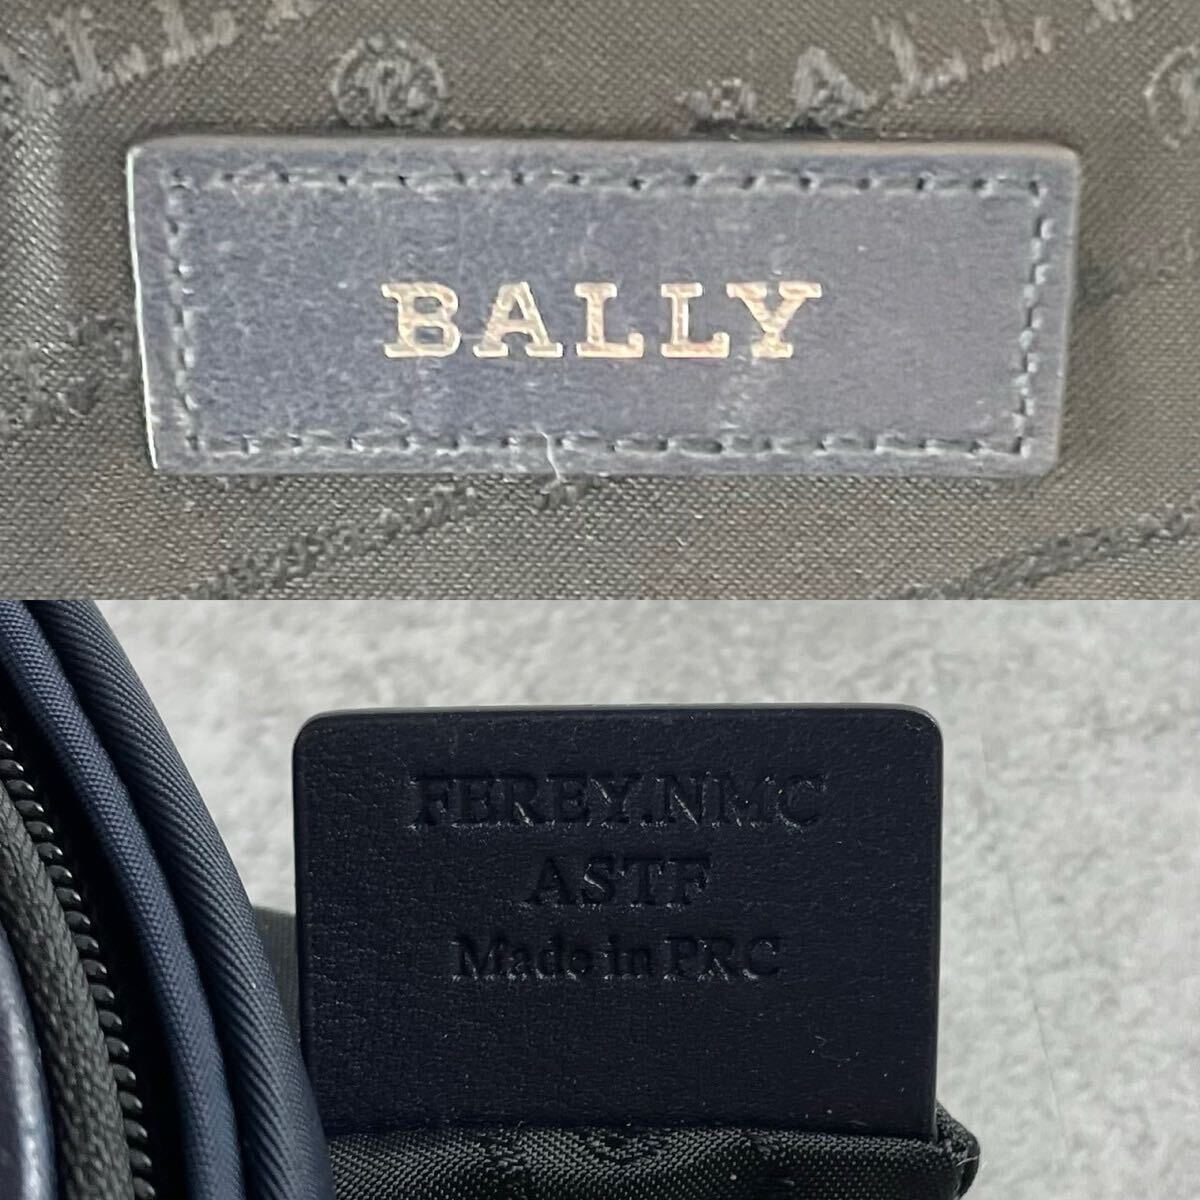 BALLY
FEREY.NMC
ASTF
Made in PRC